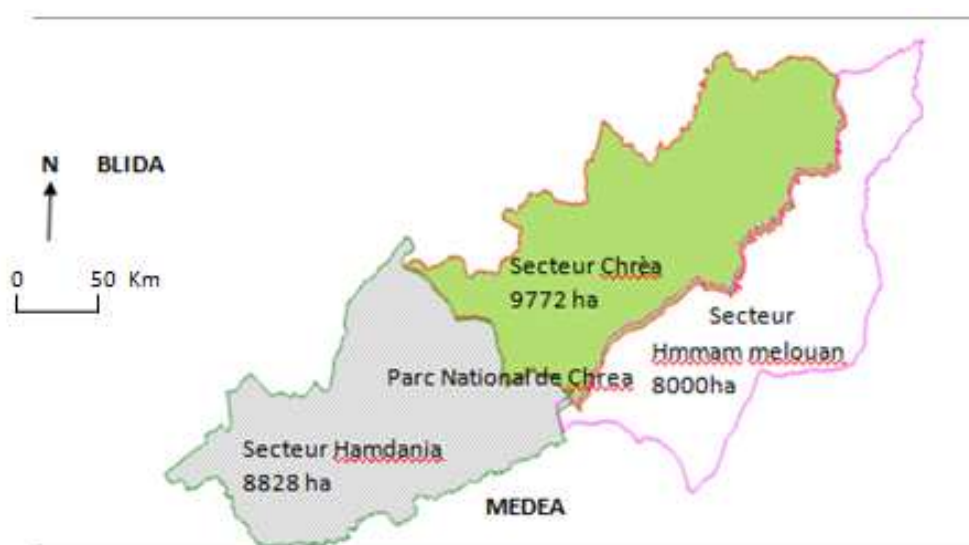 N BLIDA
0 50 Km
Secteur Chrèa
9772 ha
Secteur
Hmmam melouan
8000ha
Parc National de Chrea
Secteur Hamdania
8828 ha
MEDEA